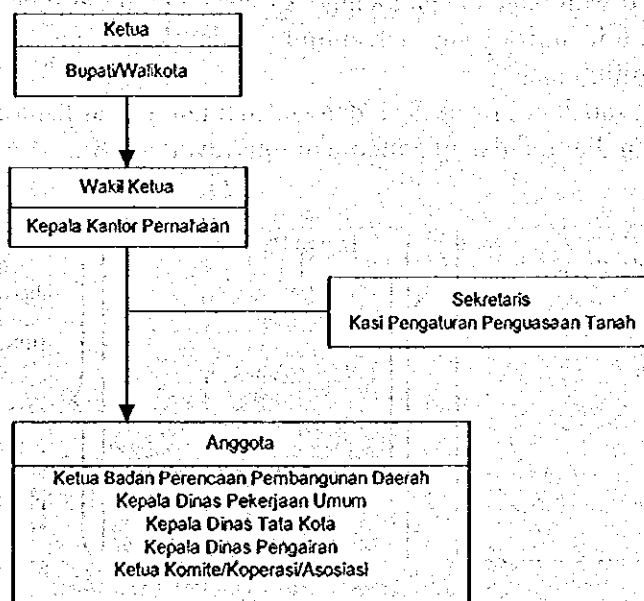 Ketua
Bupati/Walikota
Wakil Ketua
Kepala Kantor Pernahaan
Sekretaris
Kasi Pengaturan Penguasaan Tanah
Anggota
Ketua Badan Perencaan Pembangunan Daerah
Kepala Dinas Pekerjaan Umum
Kepala Dinas Tata Kota
Kepala Dinas Pengairan
Ketua Komite/Koperasi/Asosiasi